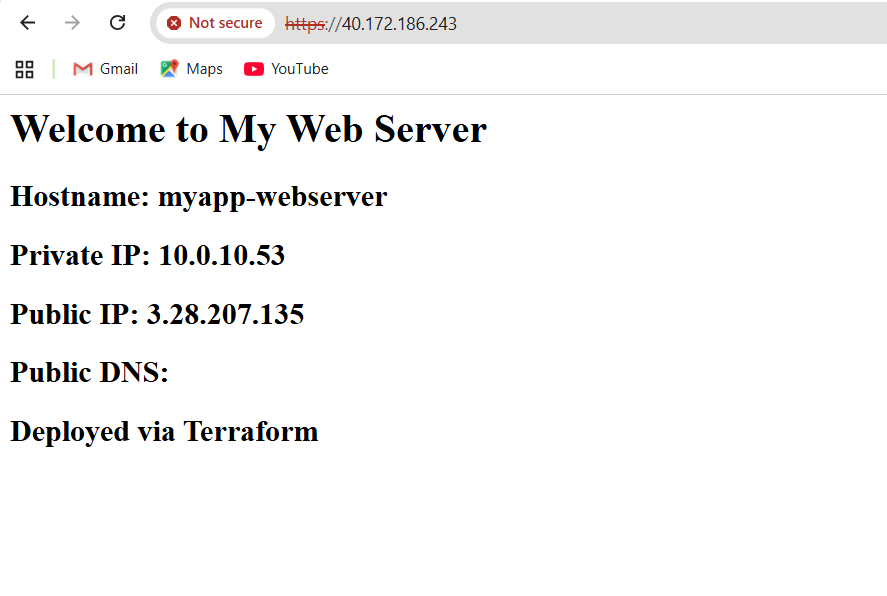 Not secure https://40.172.186.243
Gmail Maps YouTube
Welcome to My Web Server
Hostname: myapp-webserver
Private IP: 10.0.10.53
Public IP: 3.28.207.135
Public DNS:
Deployed via Terraform